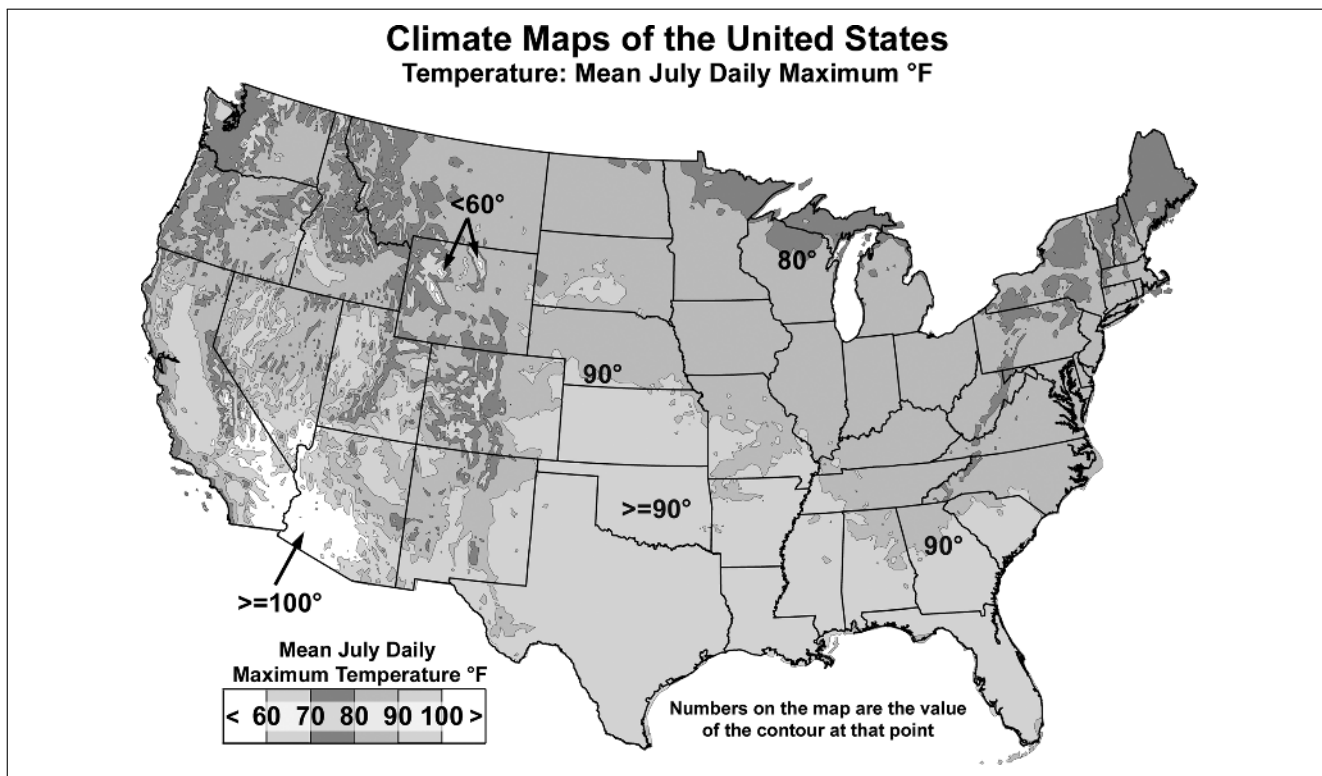 Climate Maps of the United States
Temperature: Mean July Daily Maximum °F
<60°
80°
90°
>=90°
90°
>=100°
Mean July Daily
Maximum Temperature °F
< 60 70 80 90 100 >
Numbers on the map are the value
of the contour at that point